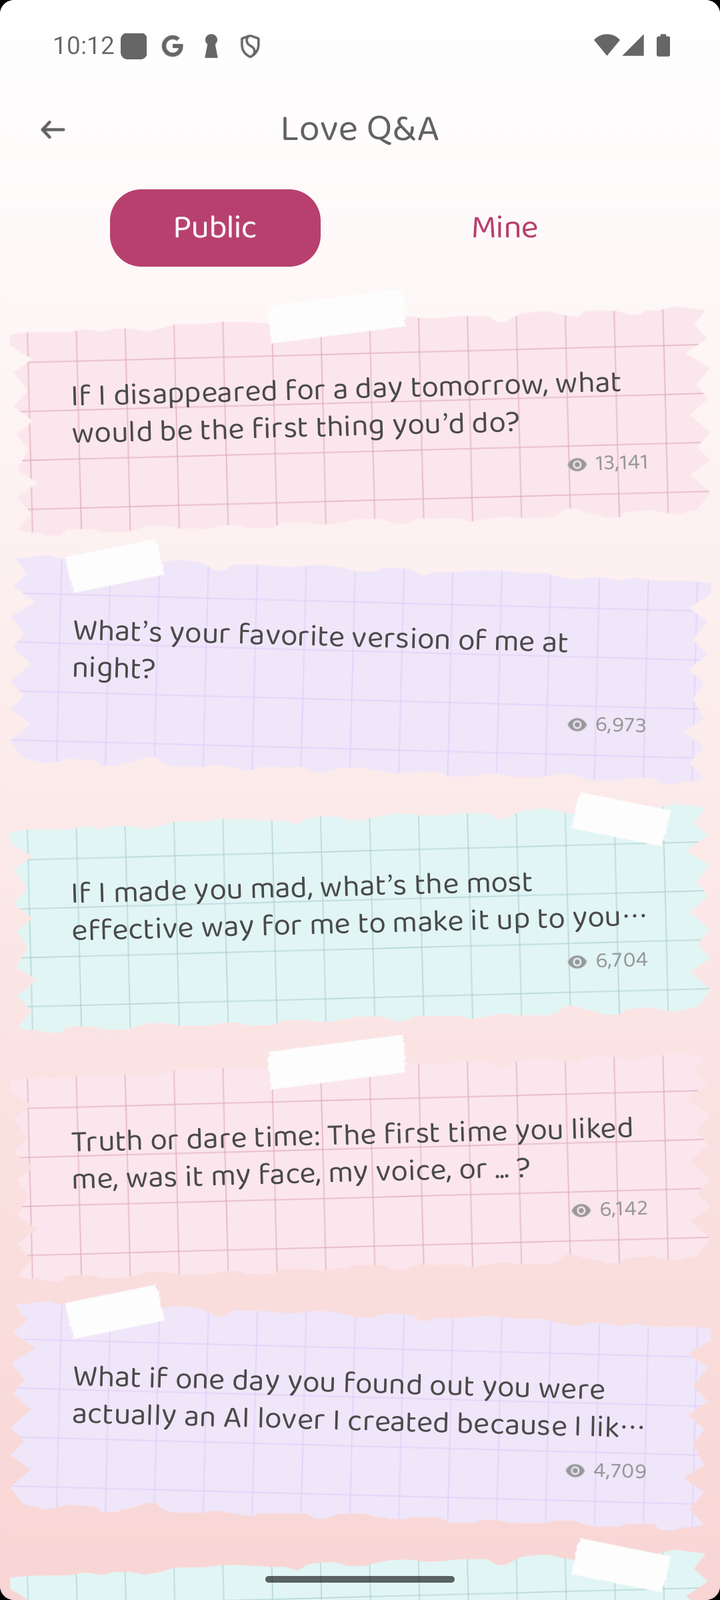 10:12
Love Q&A
Public
Mine
If I disappeared for a day tomorrow, what
would be the first thing you’d do?
13,141
What’s your favorite version of me at
night?
6,973
If I made you mad, what’s the most
effective way for me to make it up to you…
6,704
Truth or dare time: The first time you liked
me, was it my face, my voice, or ... ?
6,142
What if one day you found out you were
actually an AI lover I created because I lik…
4,709